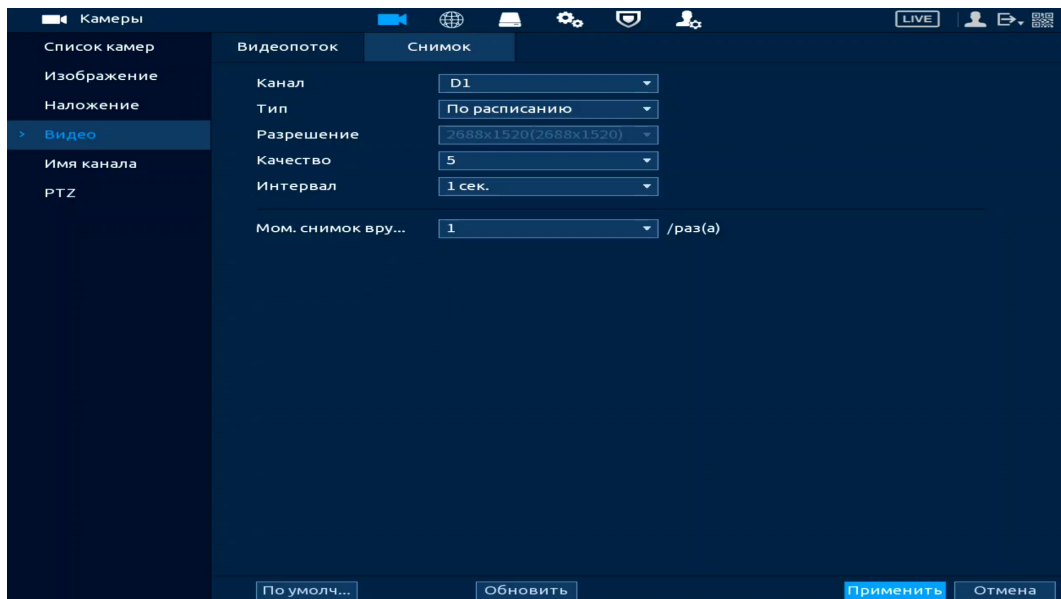 Камеры LIVE
Список камер
Изображение
Наложение
> Видео
Имя канала
PTZ
Видеопоток Снимок
Канал D1
Тип По расписанию
Разрешение 2688x1520(2688x1520)
Качество 5
Интервал 1 сек.
Мом. снимок вру... 1 /раз(а)
По умолч... Обновить Применить Отмена